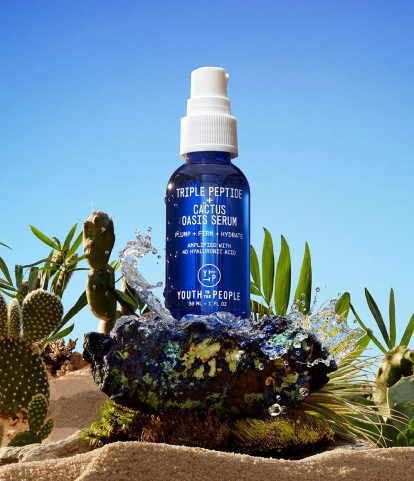 TRIPLE PEPTIDE
+
CACTUS
OASIS SERUM
PLUMP + FIRM + HYDRATE
AMPLIFIED WITH
4D HYALURONIC ACID
YTTP
YOUTH TO THE PEOPLE
30 ML • 1 FL OZ